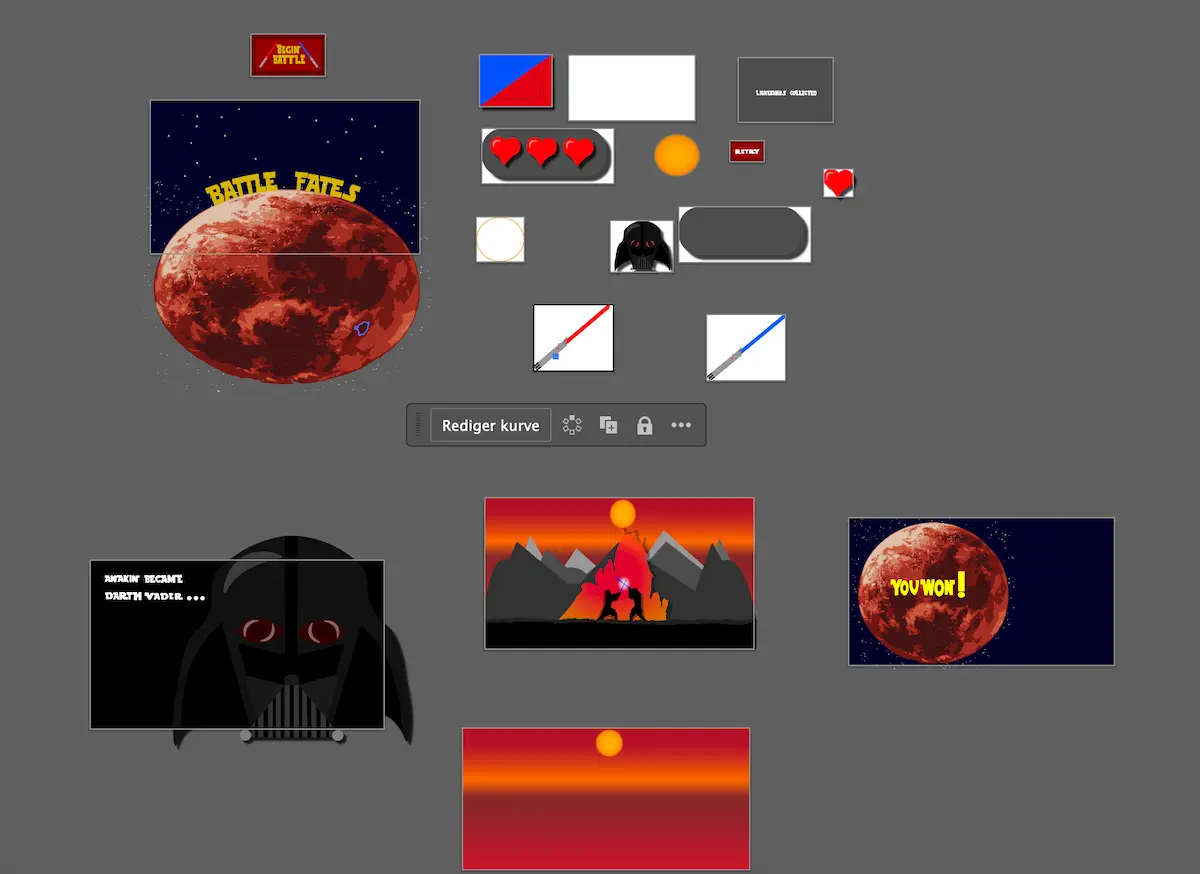 BEGIN
BATTLE
BATTLE FATES
LIGHTSABERS COLLECTED
RETRY
Rediger kurve
ANAKIN BECAME
DARTH VADER ...
YOU WON!